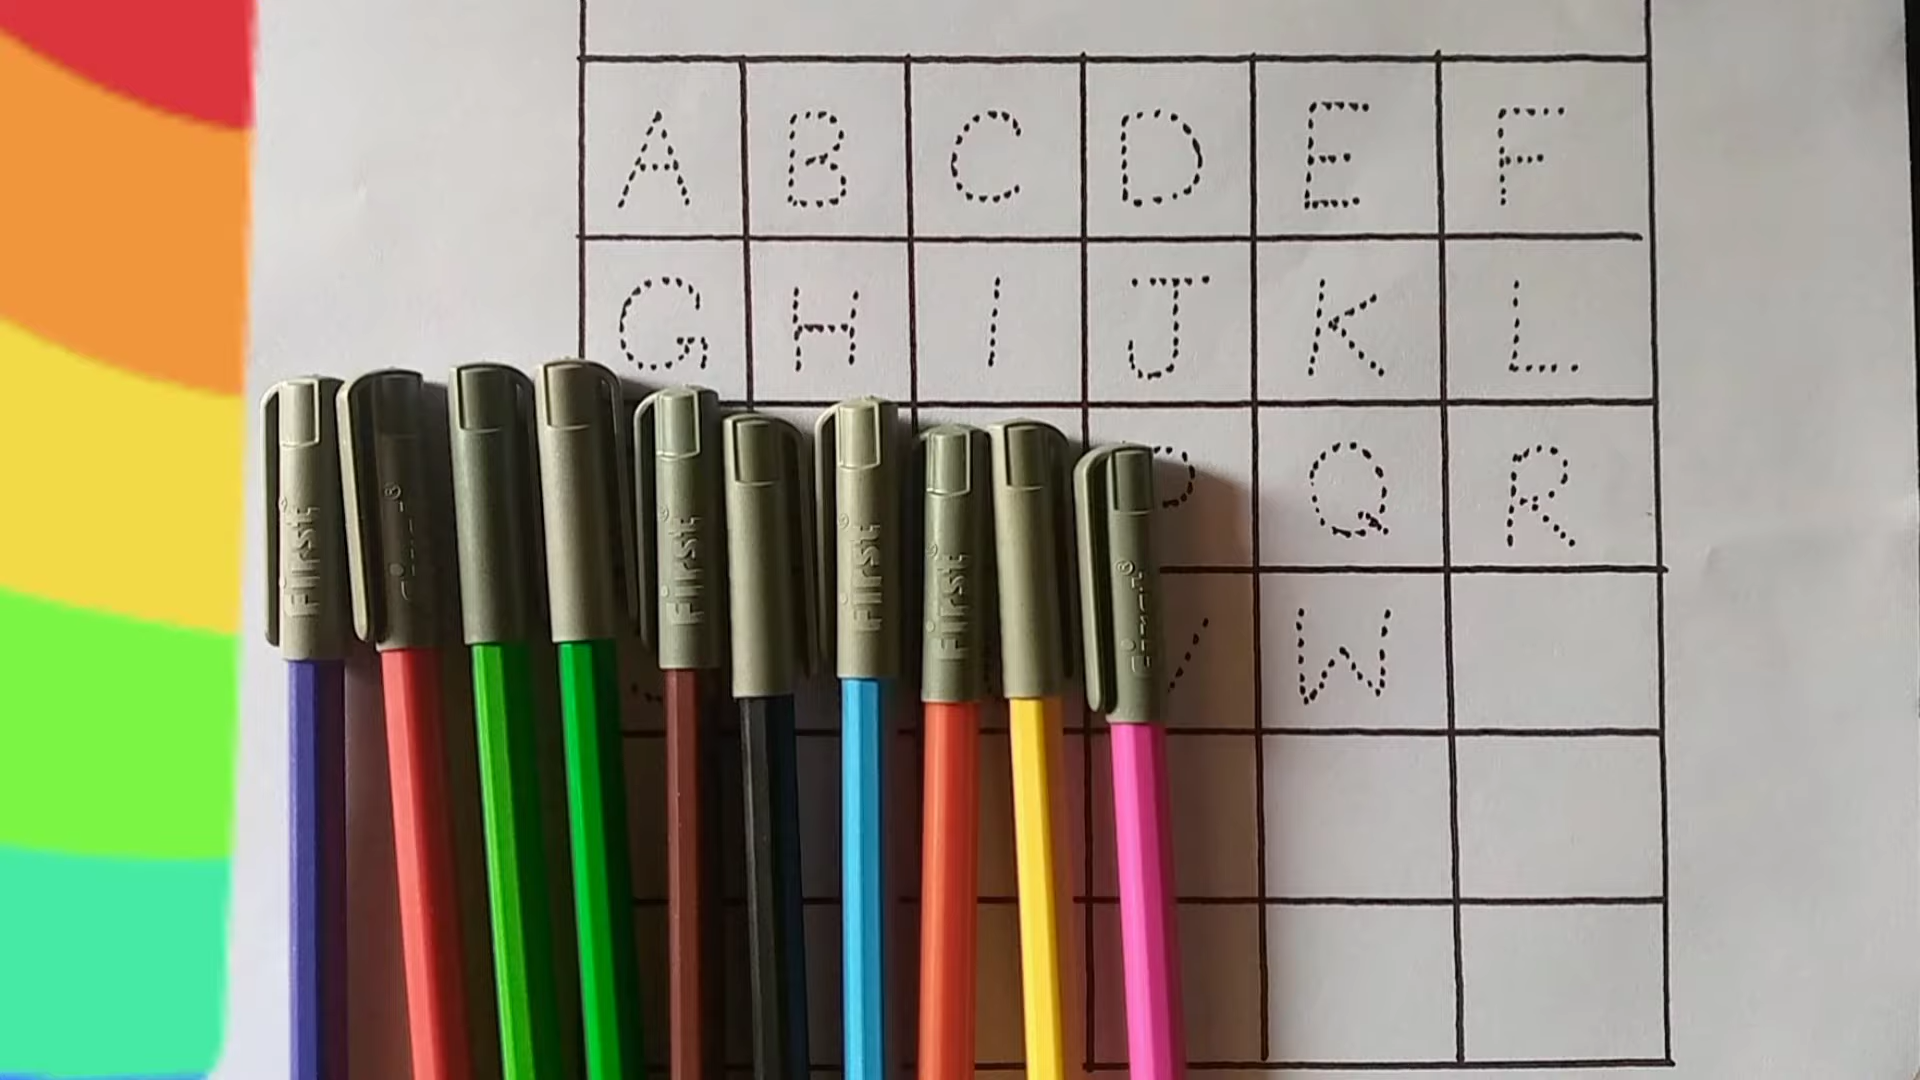 A B C D E F
G H I J K L
P Q R
V W
First
First
First
First